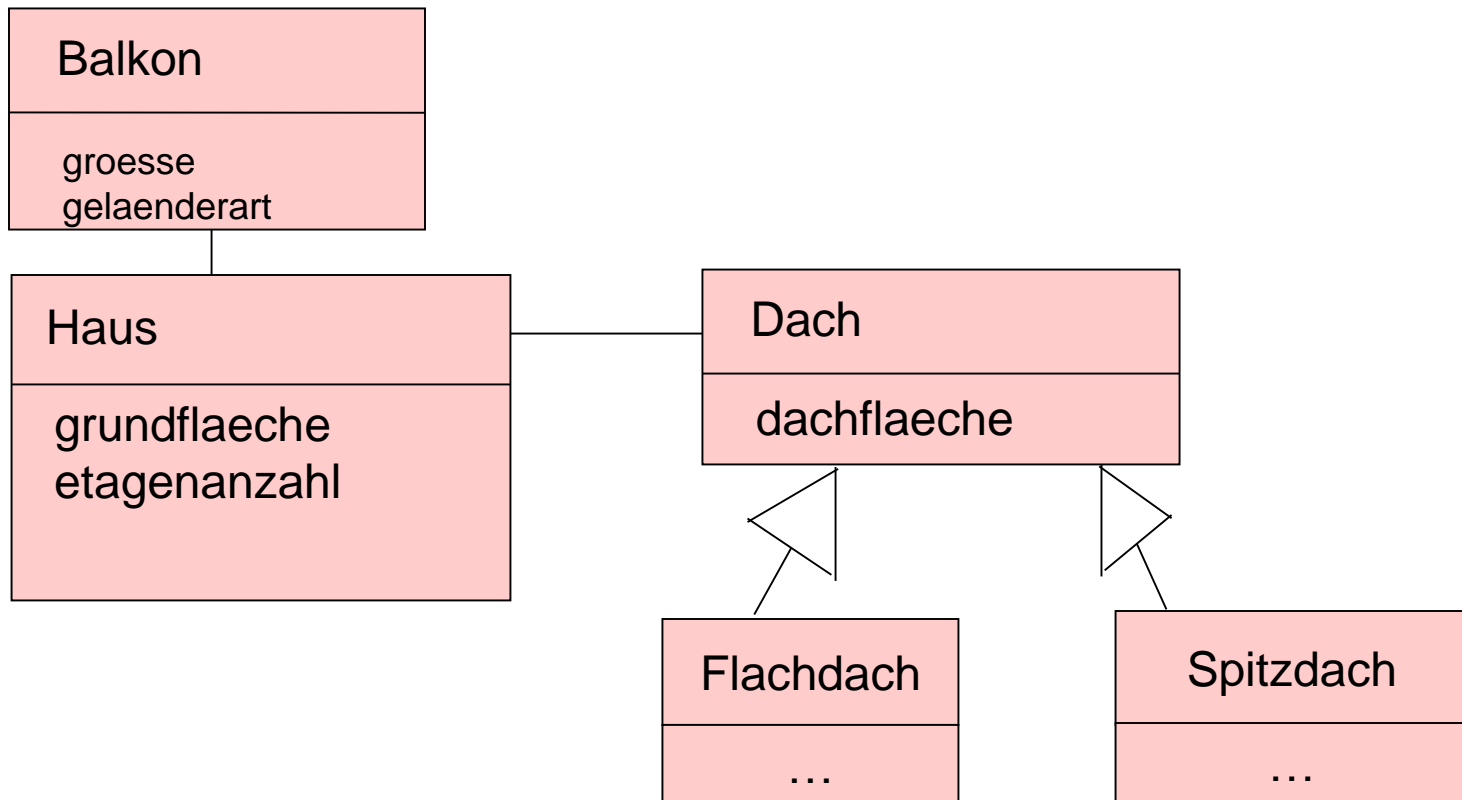 Balkon
groesse
gelaenderart
Haus
grundflaeche
etagenanzahl
Dach
dachflaeche
Flachdach
…
Spitzdach
…